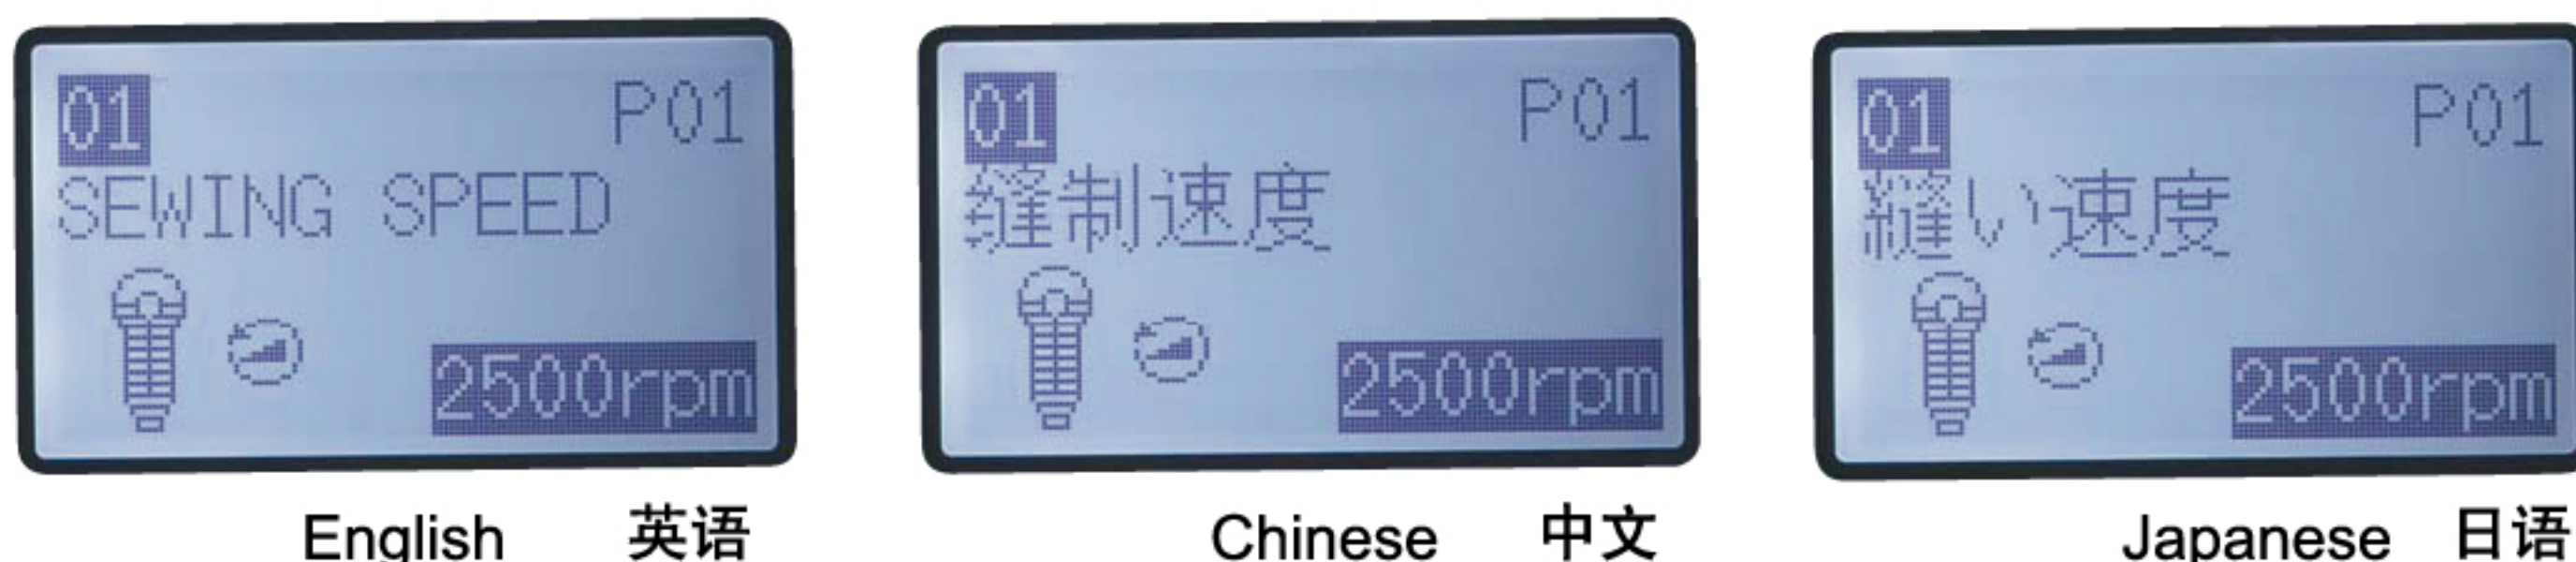 01 P01
SEWING SPEED
2500rpm
English 英语
01 P01
缝制速度
2500rpm
Chinese 中文
01 P01
縫い速度
2500rpm
Japanese 日语